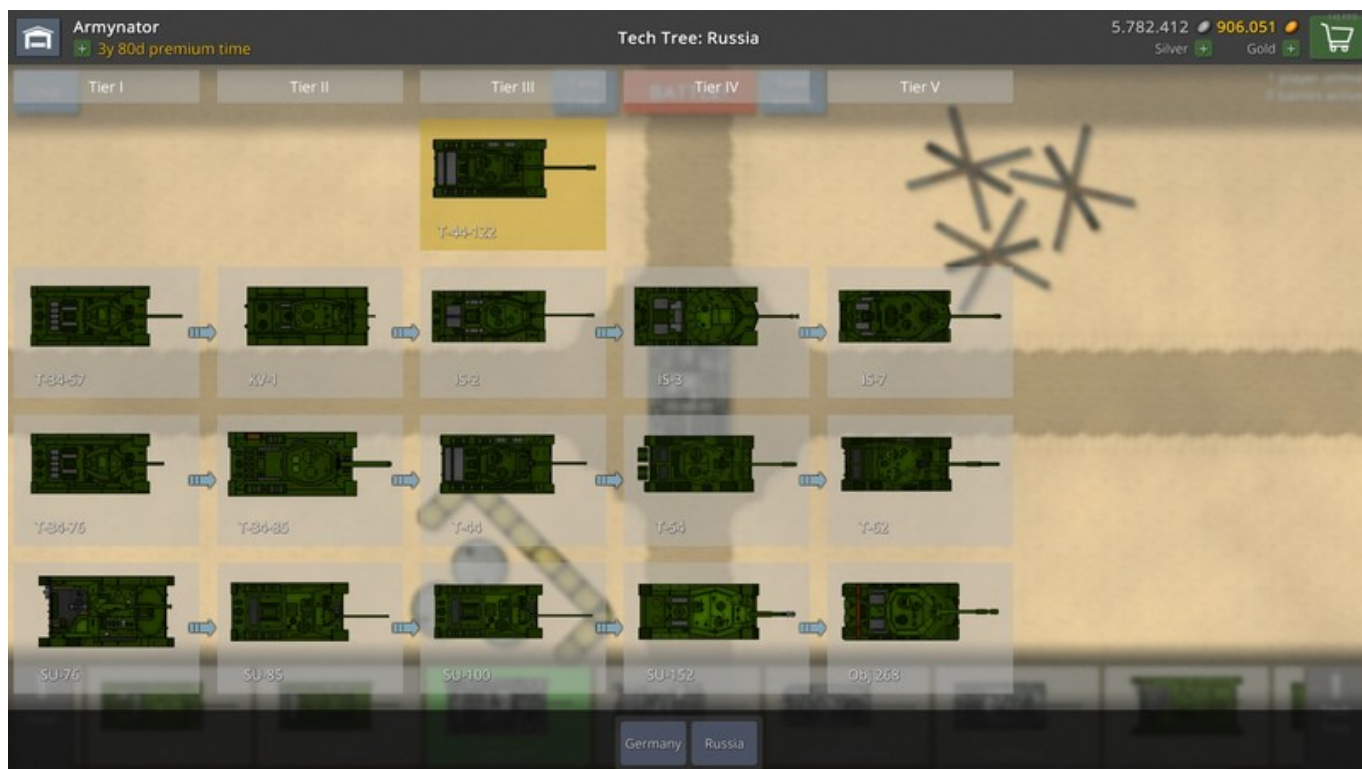 Armynator
3y 80d premium time
Tech Tree: Russia
5.782.412 906.051
Silver Gold
Tier I Tier II Tier III Tier IV Tier V
BATTLE
T-44-122
T-34-57 KV-1 IS-2 IS-3 IS-7
T-34-76 T-34-85 T-44 T-54 T-62
SU-76 SU-85 SU-100 SU-152 Obj 268
Germany Russia